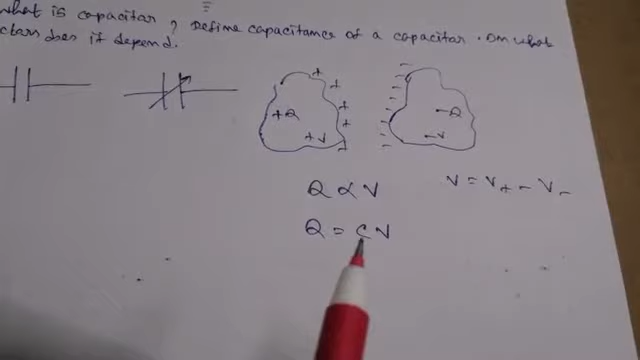 what is capacitor, Define capacitance of a capacitor. On what
ctors does it depend.
+ + + + + +Q +V
- - - - - - - -Q -V
Q ∝ V
V = V+ - V-
Q = CV